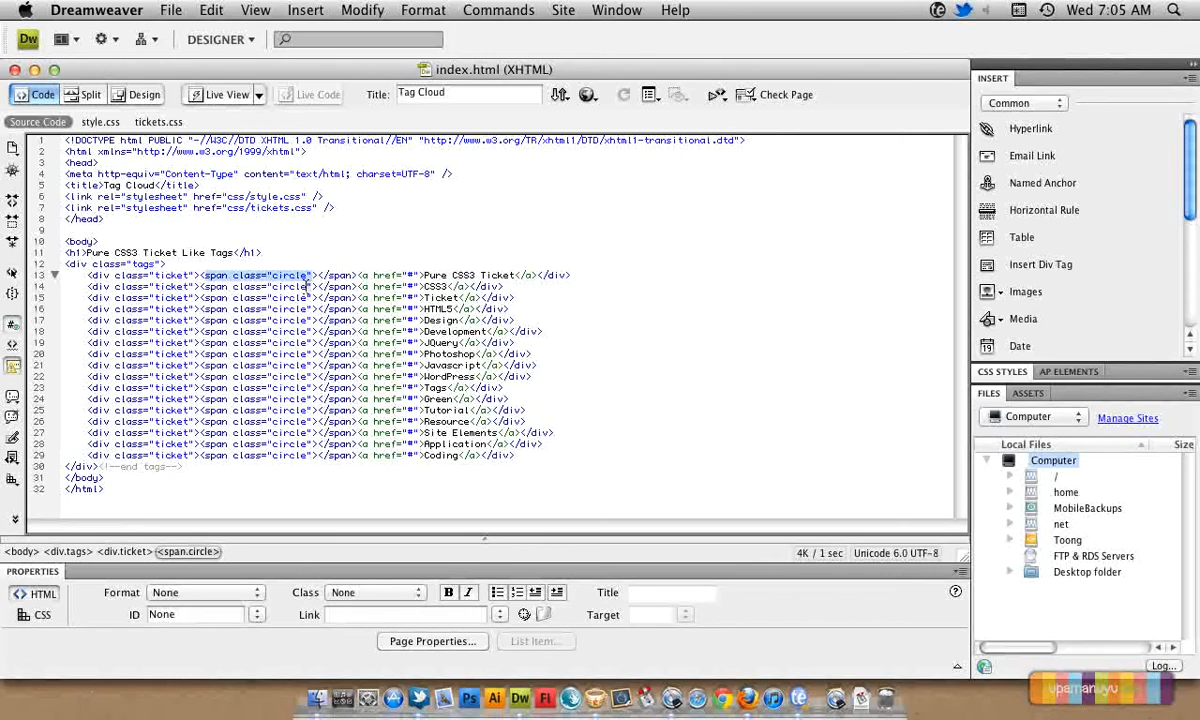 Dreamweaver File Edit View Insert Modify Format Commands Site Window Help Wed 7:05 AM
Dw DESIGNER
index.html (XHTML)
Code Split Design Live View Live Code Title: Tag Cloud Check Page
Source Code style.css tickets.css
1 <!DOCTYPE html PUBLIC "-//W3C//DTD XHTML 1.0 Transitional//EN" "http://www.w3.org/TR/xhtml1/DTD/xhtml1-transitional.dtd">
2 <html xmlns="http://www.w3.org/1999/xhtml">
3 <head>
4 <meta http-equiv="Content-Type" content="text/html; charset=UTF-8" />
5 <title>Tag Cloud</title>
6 <link rel="stylesheet" href="css/style.css" />
7 <link rel="stylesheet" href="css/tickets.css" />
8 </head>
9
10 <body>
11 <h1>Pure CSS3 Ticket Like Tags</h1>
12 <div class="tags">
13 <div class="ticket"><span class="circle"></span><a href="#">Pure CSS3 Ticket</a></div>
14 <div class="ticket"><span class="circle"></span><a href="#">CSS3</a></div>
15 <div class="ticket"><span class="circle"></span><a href="#">Ticket</a></div>
16 <div class="ticket"><span class="circle"></span><a href="#">HTML5</a></div>
17 <div class="ticket"><span class="circle"></span><a href="#">Design</a></div>
18 <div class="ticket"><span class="circle"></span><a href="#">Development</a></div>
19 <div class="ticket"><span class="circle"></span><a href="#">JQuery</a></div>
20 <div class="ticket"><span class="circle"></span><a href="#">Photoshop</a></div>
21 <div class="ticket"><span class="circle"></span><a href="#">Javascript</a></div>
22 <div class="ticket"><span class="circle"></span><a href="#">WordPress</a></div>
23 <div class="ticket"><span class="circle"></span><a href="#">Tags</a></div>
24 <div class="ticket"><span class="circle"></span><a href="#">Green</a></div>
25 <div class="ticket"><span class="circle"></span><a href="#">Tutorial</a></div>
26 <div class="ticket"><span class="circle"></span><a href="#">Resource</a></div>
27 <div class="ticket"><span class="circle"></span><a href="#">Site Elements</a></div>
28 <div class="ticket"><span class="circle"></span><a href="#">Application</a></div>
29 <div class="ticket"><span class="circle"></span><a href="#">Coding</a></div>
30 </div><!--end tags-->
31 </body>
32 </html>
<body> <div.tags> <div.ticket> <span.circle> 4K / 1 sec Unicode 6.0 UTF-8
PROPERTIES
<> HTML Format None Class None B I Title
CSS ID None Link Target
Page Properties... List Item...
INSERT
Common
Hyperlink
Email Link
Named Anchor
Horizontal Rule
Table
Insert Div Tag
Images
Media
Date
CSS STYLES AP ELEMENTS
FILES ASSETS
Computer Manage Sites
Local Files Size
Computer
/
home
MobileBackups
net
Toong
FTP & RDS Servers
Desktop folder
Log...
Ps Ai Dw Fl
upamanyu